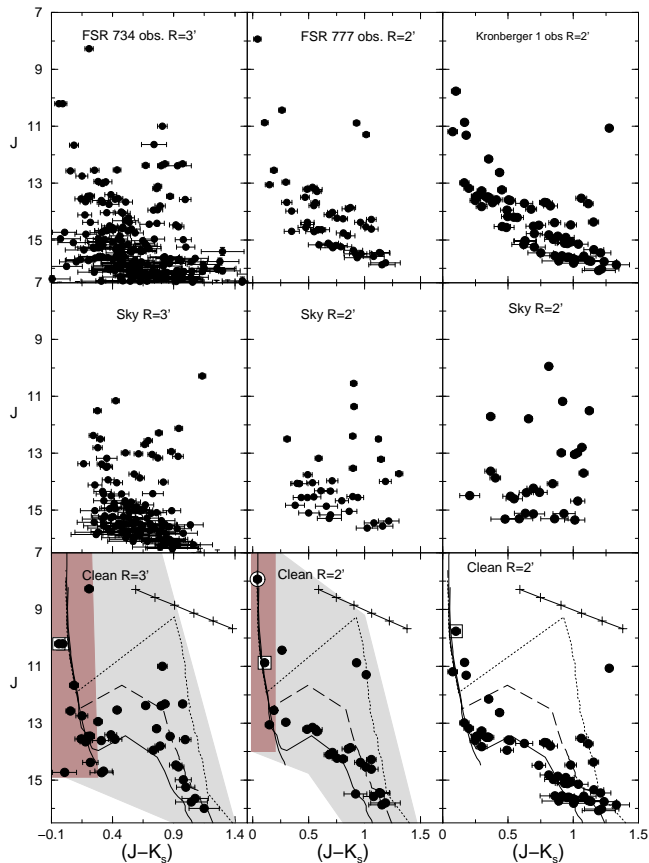 7
9
11
13
15
7
J
FSR 734 obs. R=3'
FSR 777 obs. R=2'
Kronberger 1 obs R=2'
9
11
13
15
7
J
Sky R=3'
Sky R=2'
Sky R=2'
9
11
13
15
J
Clean R=3'
Clean R=2'
Clean R=2'
−0.1 0.4 0.9 1.4
0 0.5 1 1.5
0 0.5 1 1.5
(J−Ks)
(J−Ks)
(J−Ks)